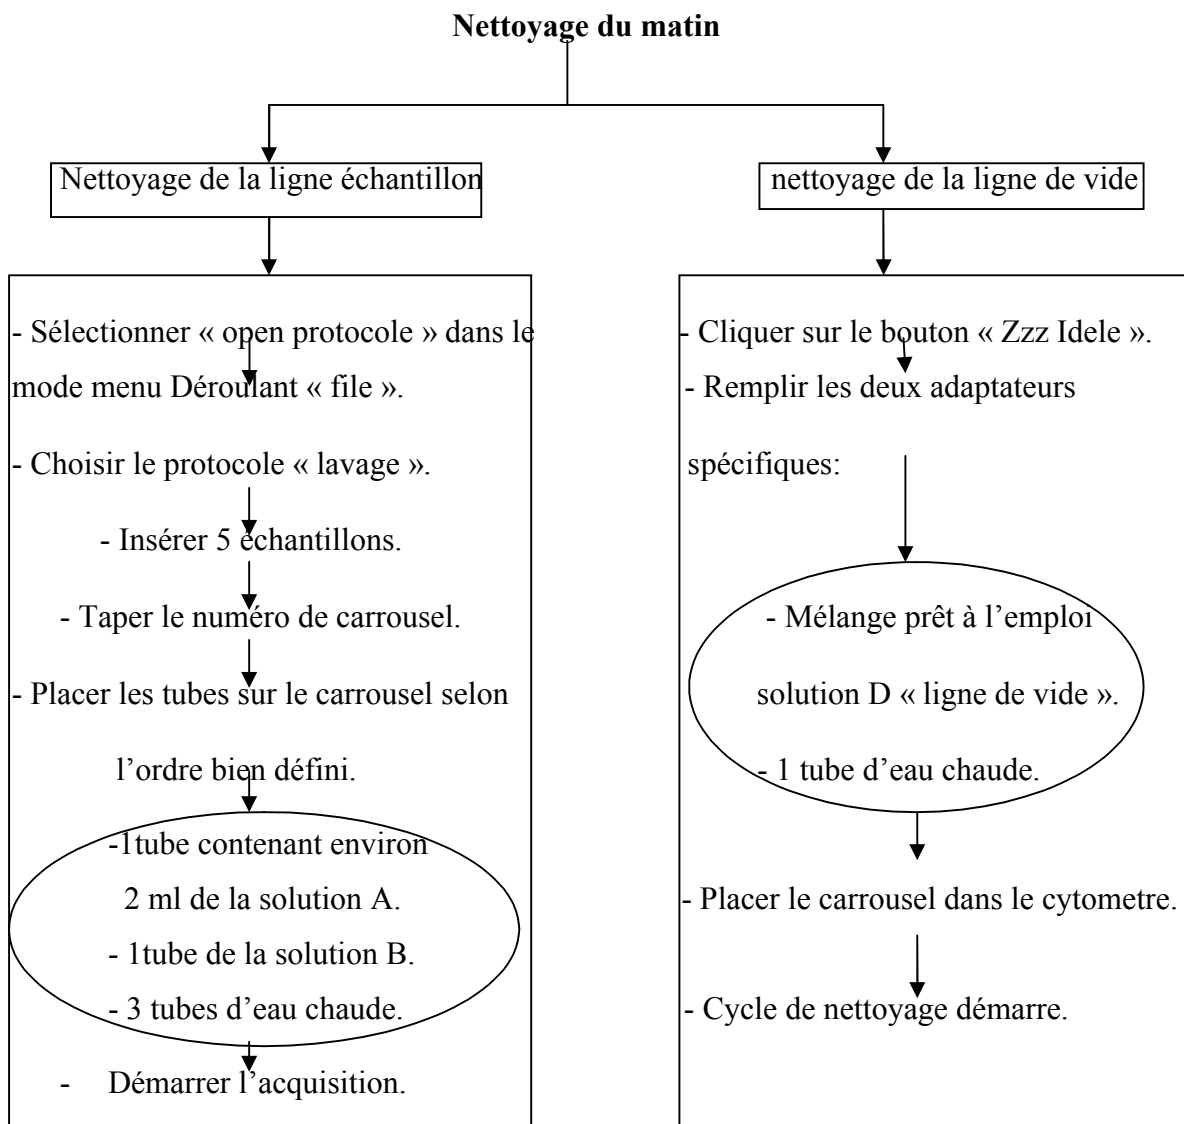 Nettoyage du matin
Nettoyage de la ligne échantillon
- Sélectionner « open protocole » dans le
mode menu Déroulant « file ».
- Choisir le protocole « lavage ».
- Insérer 5 échantillons.
- Taper le numéro de carrousel.
- Placer les tubes sur le carrousel selon
l’ordre bien défini.
-1tube contenant environ
2 ml de la solution A.
- 1tube de la solution B.
- 3 tubes d’eau chaude.
- Démarrer l’acquisition.
nettoyage de la ligne de vide
- Cliquer sur le bouton « Zzz Idele ».
- Remplir les deux adaptateurs
spécifiques:
- Mélange prêt à l’emploi
solution D « ligne de vide ».
- 1 tube d’eau chaude.
- Placer le carrousel dans le cytometre.
- Cycle de nettoyage démarre.